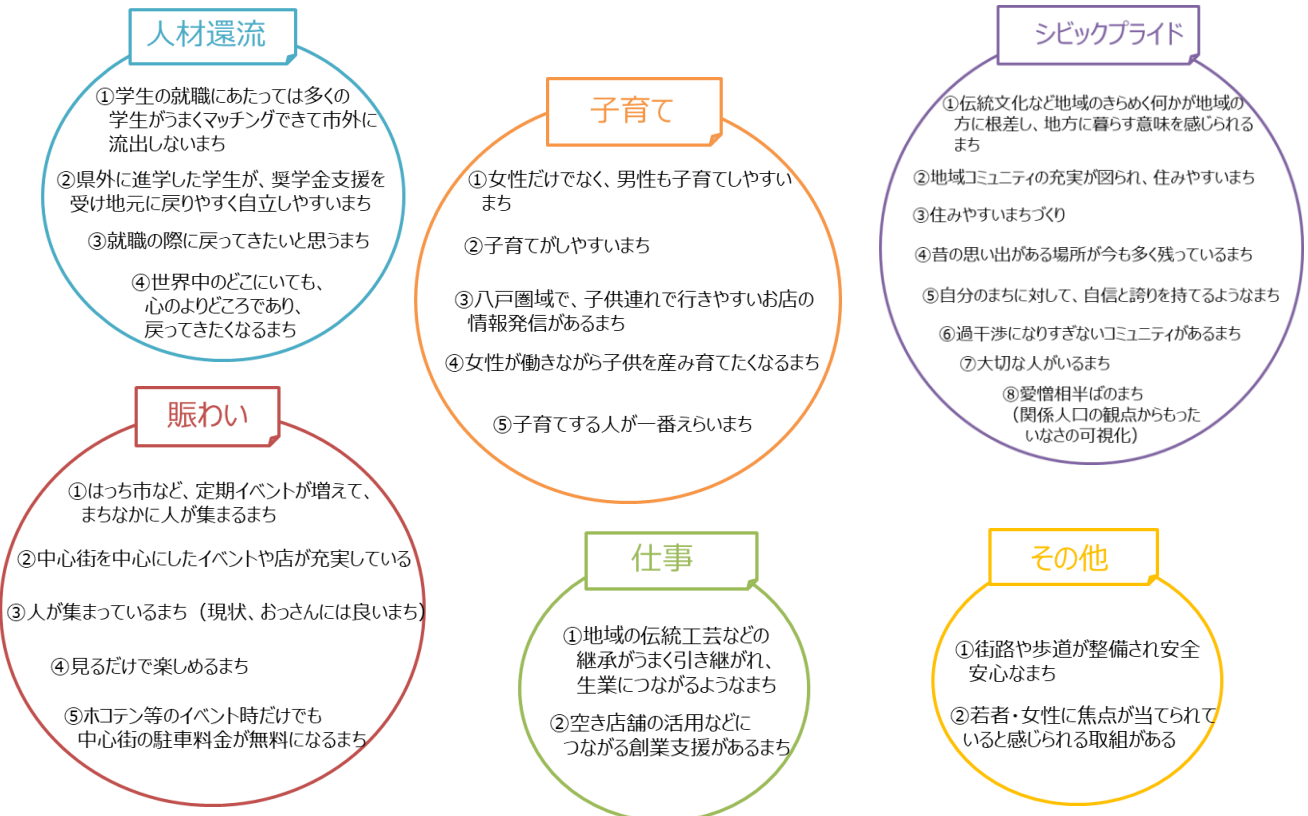 人材還流
①学生の就職にあたっては多くの
学生がうまくマッチングできて市外に
流出しないまち
②県外に進学した学生が、奨学金支援を
受け地元に戻りやすく自立しやすいまち
③就職の際に戻ってきたいと思うまち
④世界中のどこにいても、
心のよりどころであり、
戻ってきたくなるまち
子育て
①女性だけでなく、男性も子育てしやすい
まち
②子育てがしやすいまち
③八戸圏域で、子供連れで行きやすいお店の
情報発信があるまち
④女性が働きながら子供を産み育てたくなるまち
⑤子育てする人が一番えらいまち
シビックプライド
①伝統文化など地域のきらめく何かが地域の
方に根差し、地方に暮らす意味を感じられる
まち
②地域コミュニティの充実が図られ、住みやすいまち
③住みやすいまちづくり
④昔の思い出がある場所が今も多く残っているまち
⑤自分のまちに対して、自信と誇りを持てるようなまち
⑥過干渉になりすぎないコミュニティがあるまち
⑦大切な人がいるまち
⑧愛憎相半ばのまち
（関係人口の観点からもった
いなさの可視化）
賑わい
①はっち市など、定期イベントが増えて、
まちなかに人が集まるまち
②中心街を中心にしたイベントや店が充実している
③人が集まっているまち（現状、おっさんには良いまち）
④見るだけで楽しめるまち
⑤ホコテン等のイベント時だけでも
中心街の駐車料金が無料になるまち
仕事
①地域の伝統工芸などの
継承がうまく引き継がれ、
生業につながるようなまち
②空き店舗の活用などに
つながる創業支援があるまち
その他
①街路や歩道が整備され安全
安心なまち
②若者・女性に焦点が当てられて
いると感じられる取組がある